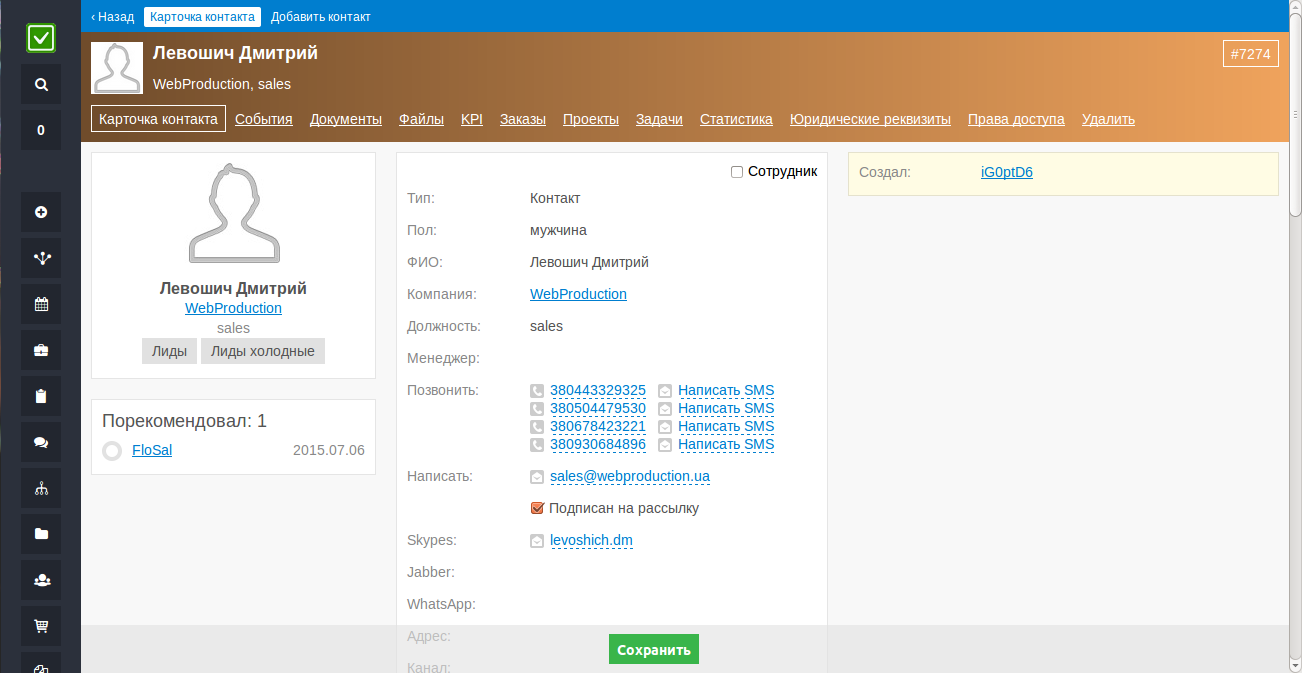 ‹ Назад Карточка контакта Добавить контакт
Левошич Дмитрий
#7274
WebProduction, sales
0
Карточка контакта События Документы Файлы KPI Заказы Проекты Задачи Статистика Юридические реквизиты Права доступа Удалить
Левошич Дмитрий
WebProduction
sales
Лиды Лиды холодные
Порекомендовал: 1
FloSal 2015.07.06
Сотрудник
Тип: Контакт
Пол: мужчина
ФИО: Левошич Дмитрий
Компания: WebProduction
Должность: sales
Менеджер:
Позвонить: 380443329325 Написать SMS
380504479530 Написать SMS
380678423221 Написать SMS
380930684896 Написать SMS
Написать: sales@webproduction.ua
Подписан на рассылку
Skypes: levoshich.dm
Jabber:
WhatsApp:
Адрес:
Канал:
Сохранить
Создал: iG0ptD6